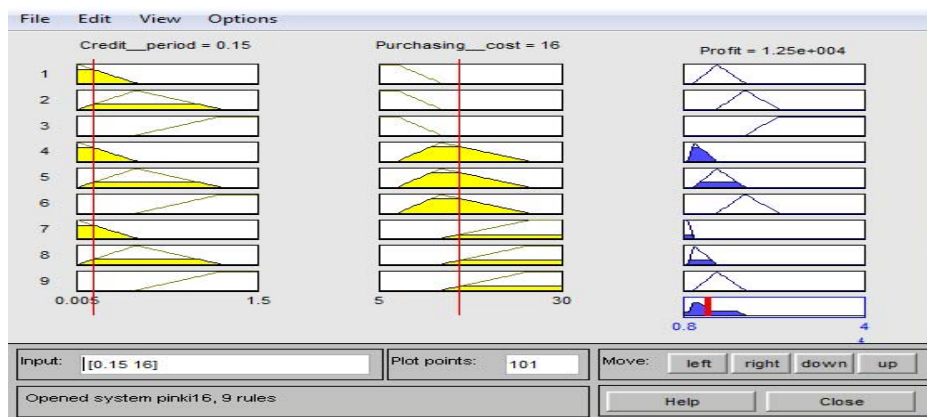 File Edit View Options
Credit__period = 0.15 Purchasing__cost = 16 Profit = 1.25e+004
1
2
3
4
5
6
7
8
9
0.005 1.5 5 30
0.8 4
4
Input: [0.15 16] Plot points: 101 Move: left right down up
Opened system pinki16, 9 rules Help Close